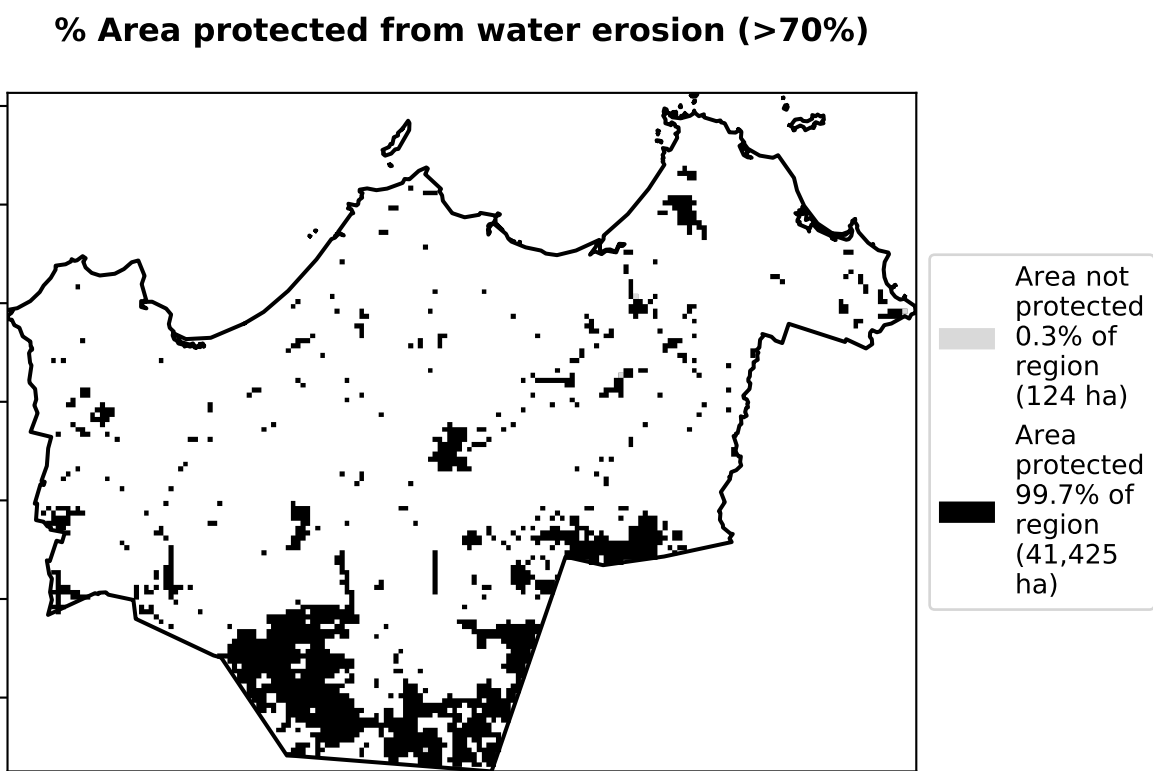 % Area protected from water erosion (>70%)
Area not
protected
0.3% of
region
(124 ha)
Area
protected
99.7% of
region
(41,425
ha)